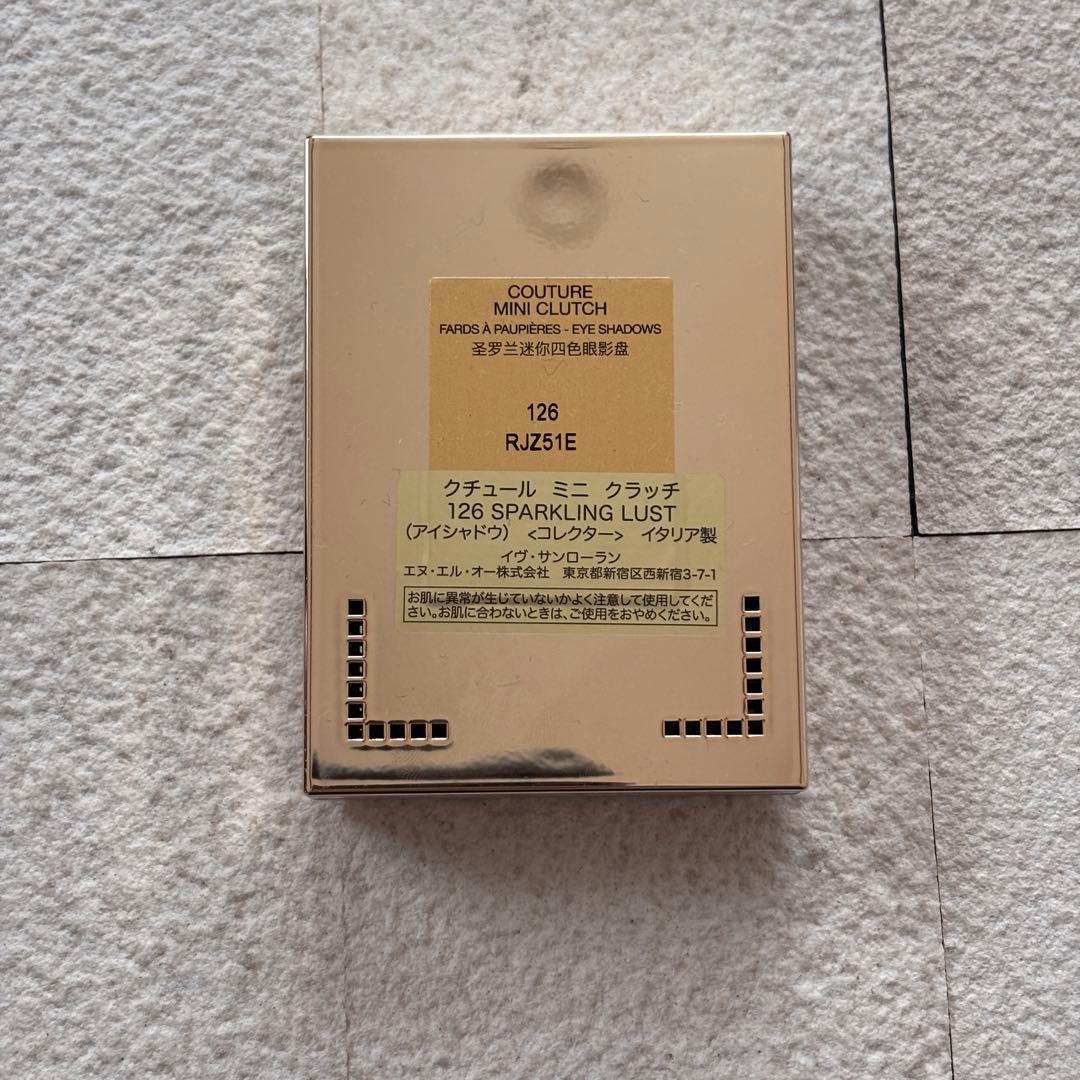 COUTURE
MINI CLUTCH
FARDS À PAUPIÈRES - EYE SHADOWS
圣罗兰迷你四色眼影盘
126
RJZ51E
クチュール ミニ クラッチ
126 SPARKLING LUST
(アイシャドウ) <コレクター> イタリア製
イヴ・サンローラン
エヌ・エル・オー株式会社 東京都新宿区西新宿3-7-1
お肌に異常が生じていないかよく注意して使用してくだ
さい。お肌に合わないときは、ご使用をおやめください。